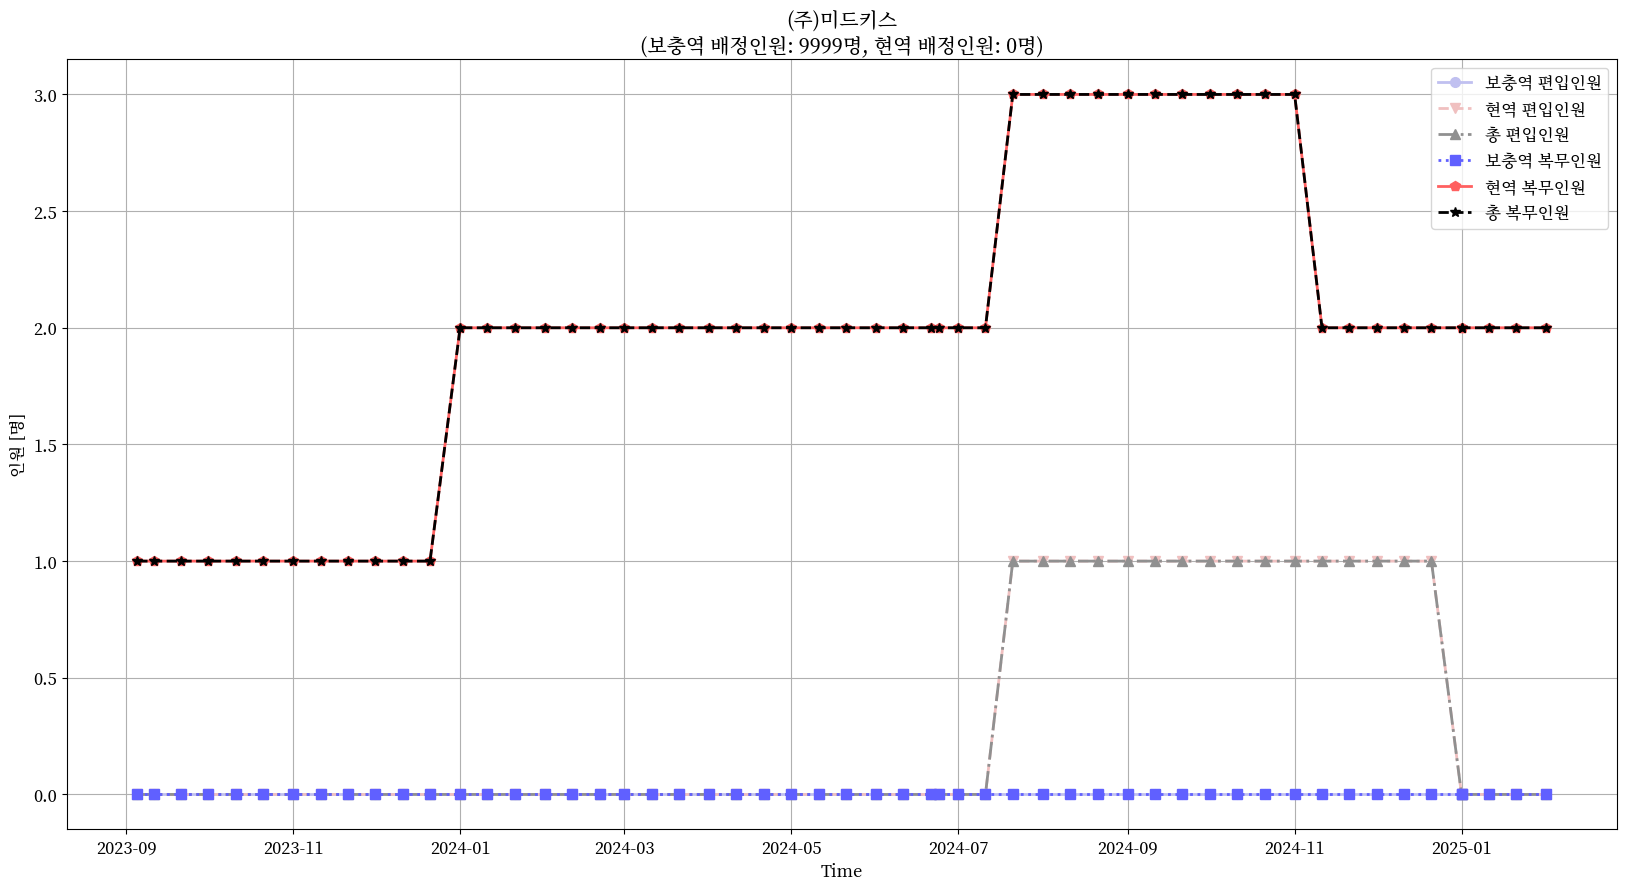 (주)미드키스
(보충역 배정인원: 9999명, 현역 배정인원: 0명)
보충역 편입인원
현역 편입인원
총 편입인원
보충역 복무인원
현역 복무인원
총 복무인원
인원 [명]
3.0
2.5
2.0
1.5
1.0
0.5
0.0
2023-09 2023-11 2024-01 2024-03 2024-05 2024-07 2024-09 2024-11 2025-01
Time